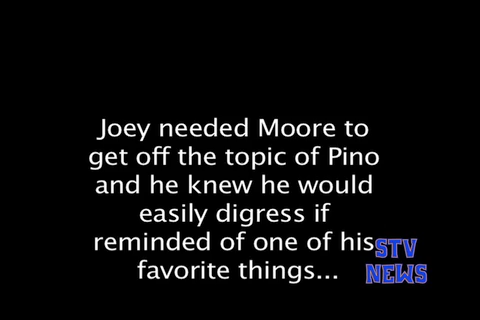 Joey needed Moore to
get off the topic of Pino
and he knew he would
easily digress if
reminded of one of his
favorite things...
STV
NEWS